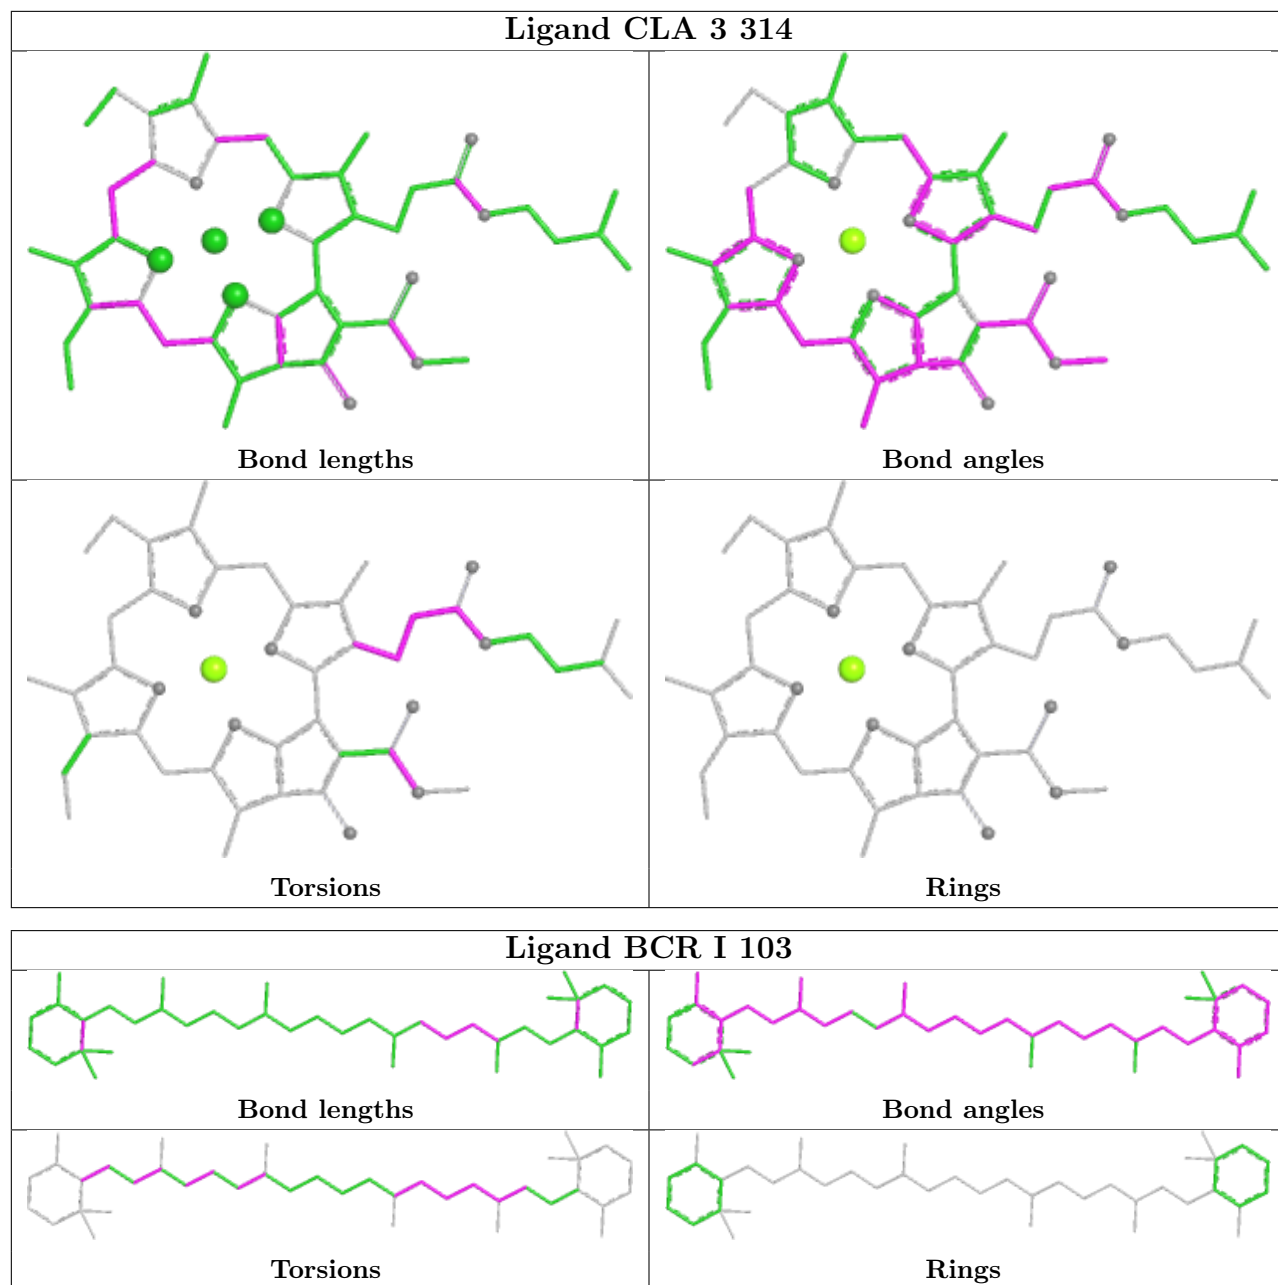 Ligand CLA 3 314
Bond lengths
Bond angles
Torsions
Rings
Ligand BCR I 103
Bond lengths
Bond angles
Torsions
Rings